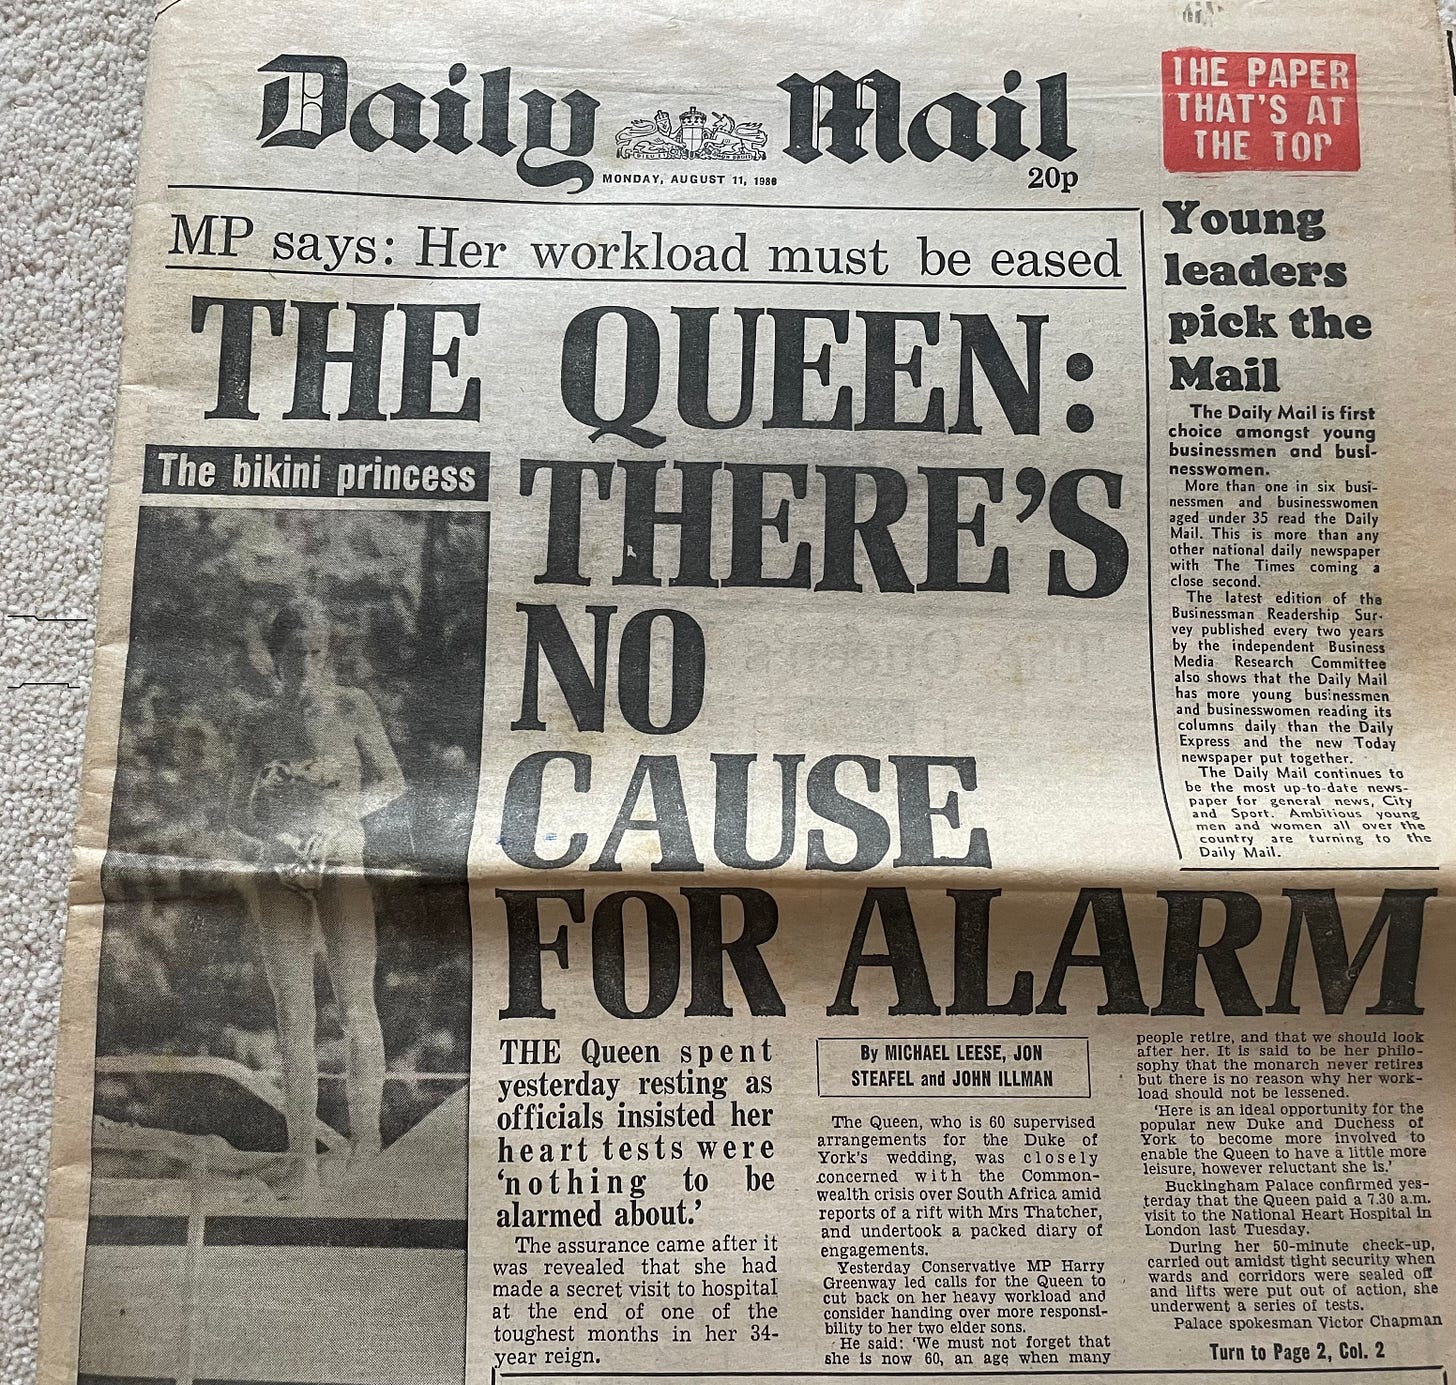 Daily Mail
MONDAY, AUGUST 11, 1986
20p
THE PAPER
THAT'S AT
THE TOP
MP says: Her workload must be eased
THE QUEEN:
THERE'S
NO
CAUSE
FOR ALARM
The bikini princess
THE Queen spent
yesterday resting as
officials insisted her
heart tests were
'nothing to be
alarmed about.'
The assurance came after it
was revealed that she had
made a secret visit to hospital
at the end of one of the
toughest months in her 34-
year reign.
By MICHAEL LEESE, JON
STEAFEL and JOHN ILLMAN
The Queen, who is 60 supervised
arrangements for the Duke of
York's wedding, was closely
concerned with the Common-
wealth crisis over South Africa amid
reports of a rift with Mrs Thatcher,
and undertook a packed diary of
engagements.
Yesterday Conservative MP Harry
Greenway led calls for the Queen to
cut back on her heavy workload and
consider handing over more responsi-
bility to her two elder sons.
He said: 'We must not forget that
she is now 60, an age when many
people retire, and that we should look
after her. It is said to be her philo-
sophy that the monarch never retires
but there is no reason why her work-
load should not be lessened.
'Here is an ideal opportunity for the
popular new Duke and Duchess of
York to become more involved to
enable the Queen to have a little more
leisure, however reluctant she is.'
Buckingham Palace confirmed yes-
terday that the Queen paid a 7.30 a.m.
visit to the National Heart Hospital in
London last Tuesday.
During her 50-minute check-up,
carried out amidst tight security when
wards and corridors were sealed off
and lifts were put out of action, she
underwent a series of tests.
Palace spokesman Victor Chapman
Turn to Page 2, Col. 2
Young
leaders
pick the
Mail
The Daily Mail is first
choice amongst young
businessmen and busi-
nesswomen.
More than one in six busi-
nessmen and businesswomen
aged under 35 read the Daily
Mail. This is more than any
other national daily newspaper
with The Times coming a
close second.
The latest edition of the
Businessman Readership Sur-
vey published every two years
by the independent Business
Media Research Committee
also shows that the Daily Mail
has more young businessmen
and businesswomen reading its
columns daily than the Daily
Express and the new Today
newspaper put together.
The Daily Mail continues to
be the most up-to-date news-
paper for general news, City
and Sport. Ambitious young
men and women all over the
country are turning to the
Daily Mail.